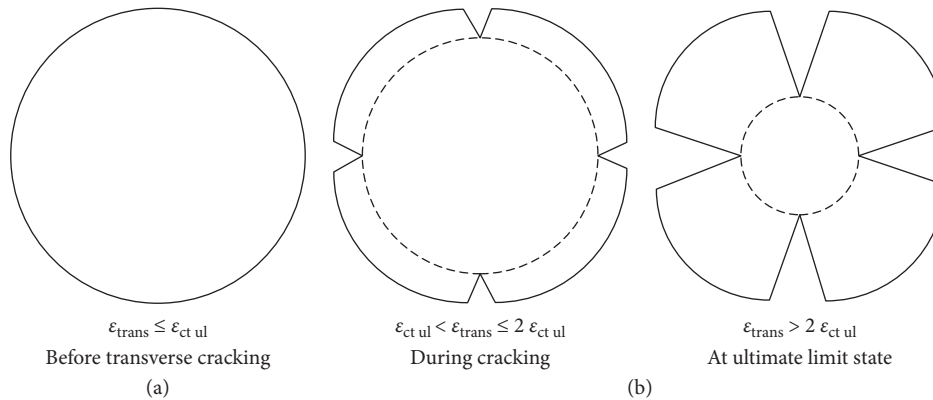 ε_trans ≤ ε_ct ul
Before transverse cracking
(a)
ε_ct ul < ε_trans ≤ 2 ε_ct ul
During cracking
ε_trans > 2 ε_ct ul
At ultimate limit state
(b)